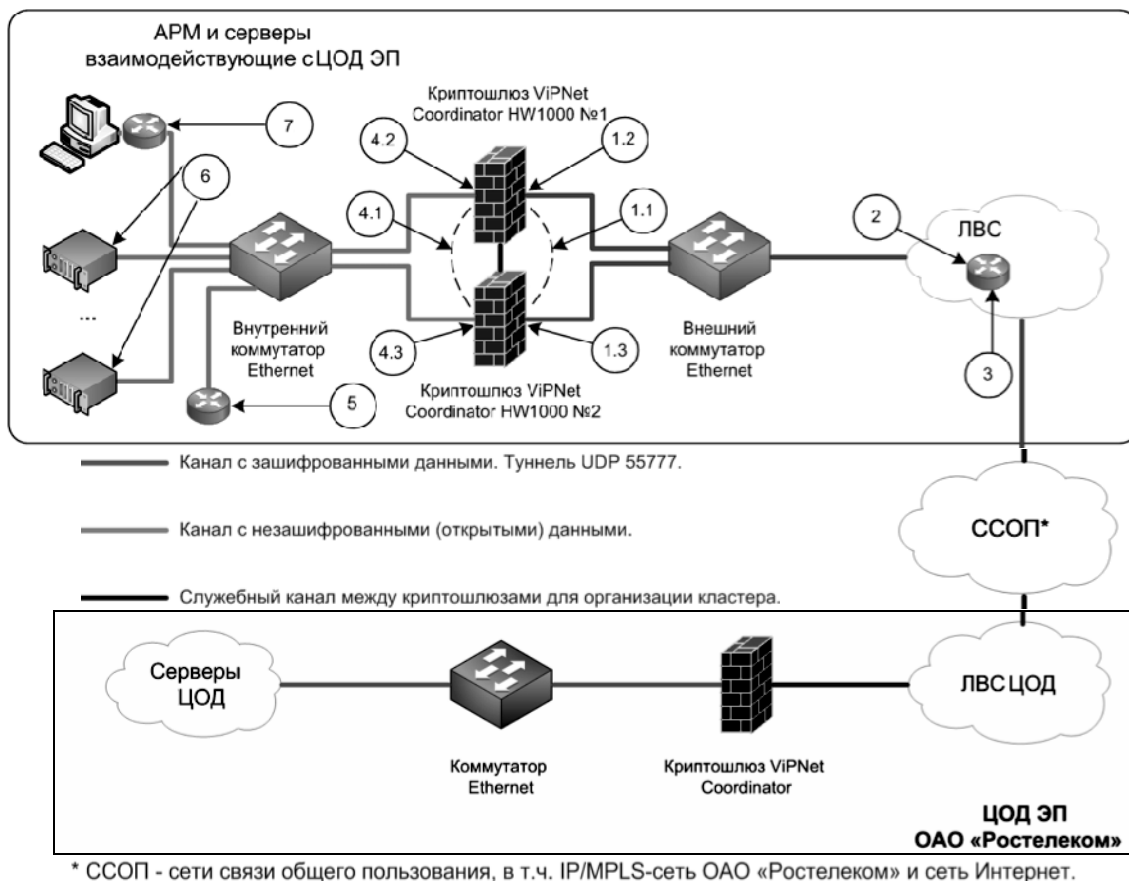 АРМ и серверы
взаимодействующие с ЦОД ЭП
Криптошлюз ViPNet
Coordinator HW1000 №1
7
4.2
1.2
6
4.1
1.1
2
ЛВС
...
Внутренний
коммутатор
Ethernet
4.3
1.3
Внешний
коммутатор
Ethernet
3
5
Криптошлюз ViPNet
Coordinator HW1000 №2
Канал с зашифрованными данными. Туннель UDP 55777.
Канал с незашифрованными (открытыми) данными.
ССОП*
Служебный канал между криптошлюзами для организации кластера.
Серверы
ЦОД
ЛВС ЦОД
Коммутатор
Ethernet
Криптошлюз ViPNet
Coordinator
ЦОД ЭП
ОАО «Ростелеком»
* ССОП - сети связи общего пользования, в т.ч. IP/MPLS-сеть ОАО «Ростелеком» и сеть Интернет.